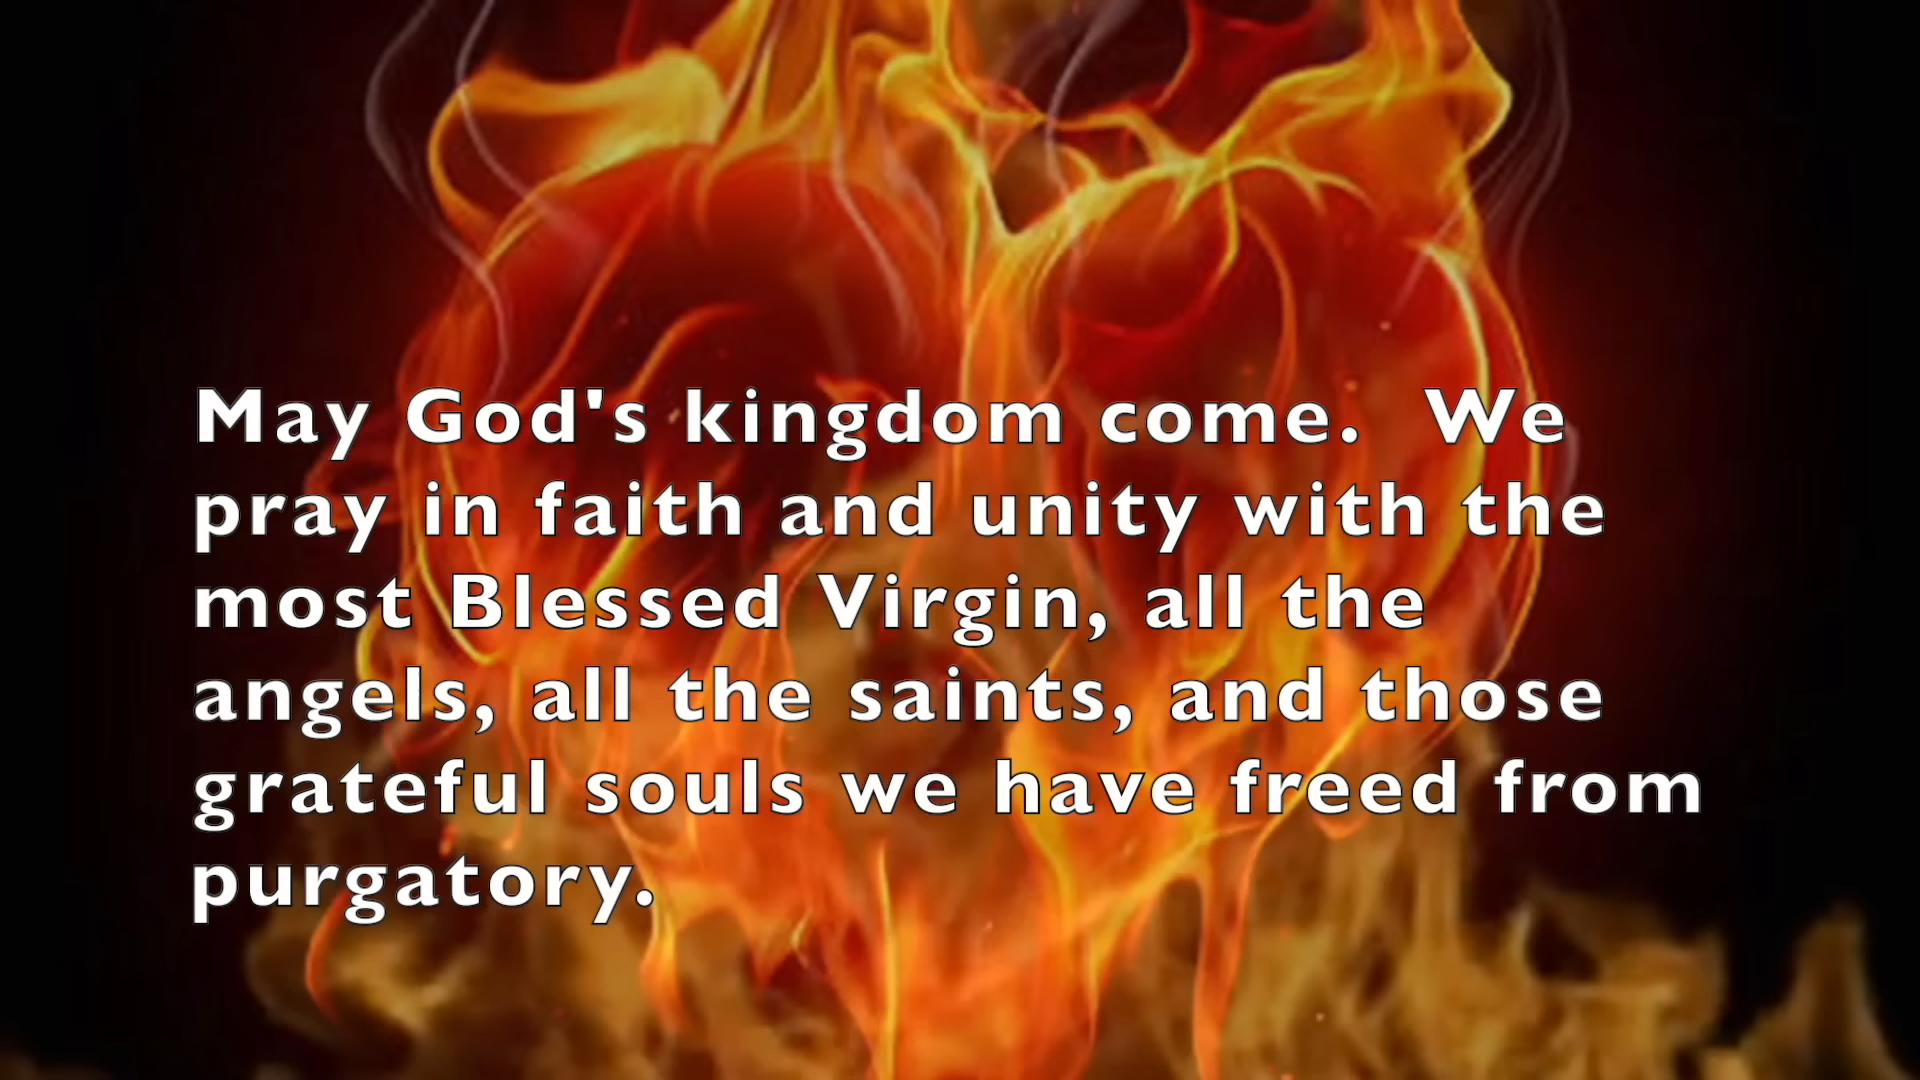 May God's kingdom come.  We
pray in faith and unity with the
most Blessed Virgin, all the
angels, all the saints, and those
grateful souls we have freed from
purgatory.